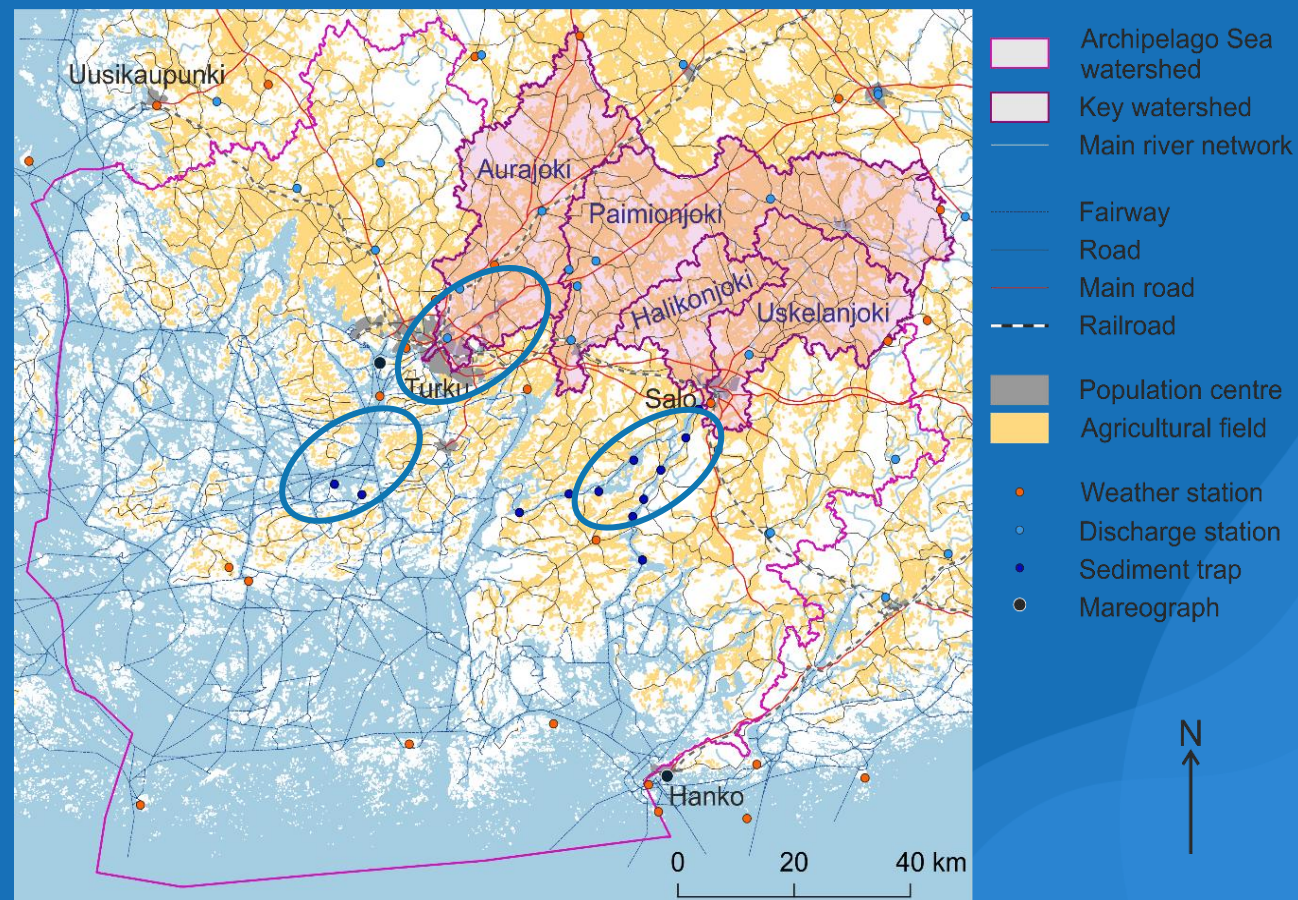 Uusikaupunki
Aurajoki
Paimionjoki
Halikonjoki
Uskelanjoki
Turku
Salo
Hanko
0 20 40 km
Archipelago Sea
watershed
Key watershed
Main river network
Fairway
Road
Main road
Railroad
Population centre
Agricultural field
Weather station
Discharge station
Sediment trap
Mareograph
N